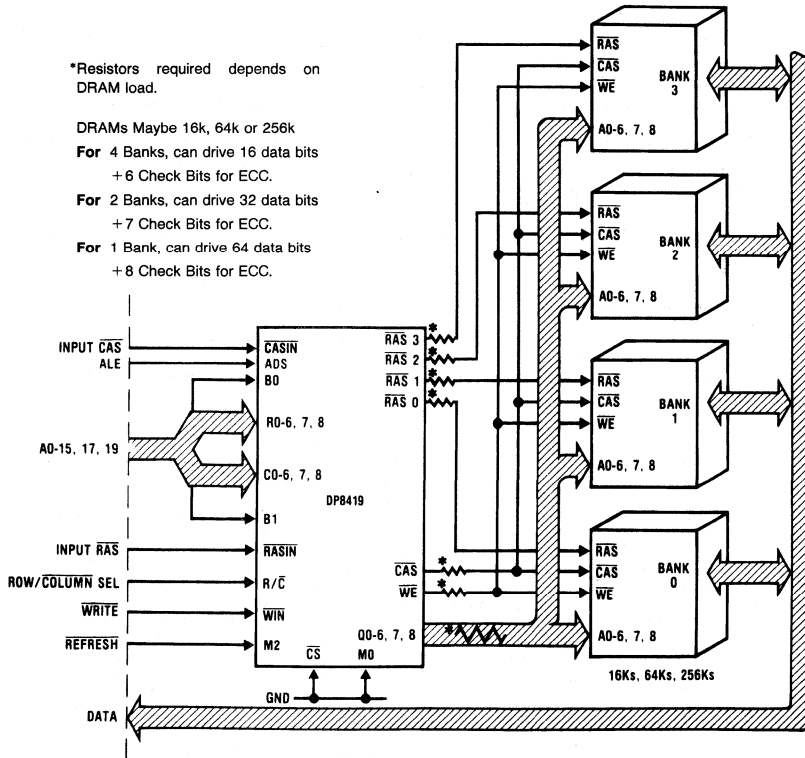 *Resistors required depends on
DRAM load.
DRAMs Maybe 16k, 64k or 256k
For 4 Banks, can drive 16 data bits
+6 Check Bits for ECC.
For 2 Banks, can drive 32 data bits
+7 Check Bits for ECC.
For 1 Bank, can drive 64 data bits
+8 Check Bits for ECC.
RAS
CAS
WE
A0-6, 7, 8
BANK
3
RAS
CAS
WE
A0-6, 7, 8
BANK
2
RAS
CAS
WE
A0-6, 7, 8
BANK
1
RAS
CAS
WE
A0-6, 7, 8
BANK
0
16Ks, 64Ks, 256Ks
INPUT CAS
ALE
A0-15, 17, 19
INPUT RAS
ROW/COLUMN SEL
WRITE
REFRESH
DATA
CASIN
ADS
B0
R0-6, 7, 8
C0-6, 7, 8
DP8419
B1
RASIN
R/C
WIN
M2
CS
M0
GND
RAS 3
*
RAS 2
*
RAS 1
*
RAS 0
*
CAS
*
WE
*
Q0-6, 7, 8
*